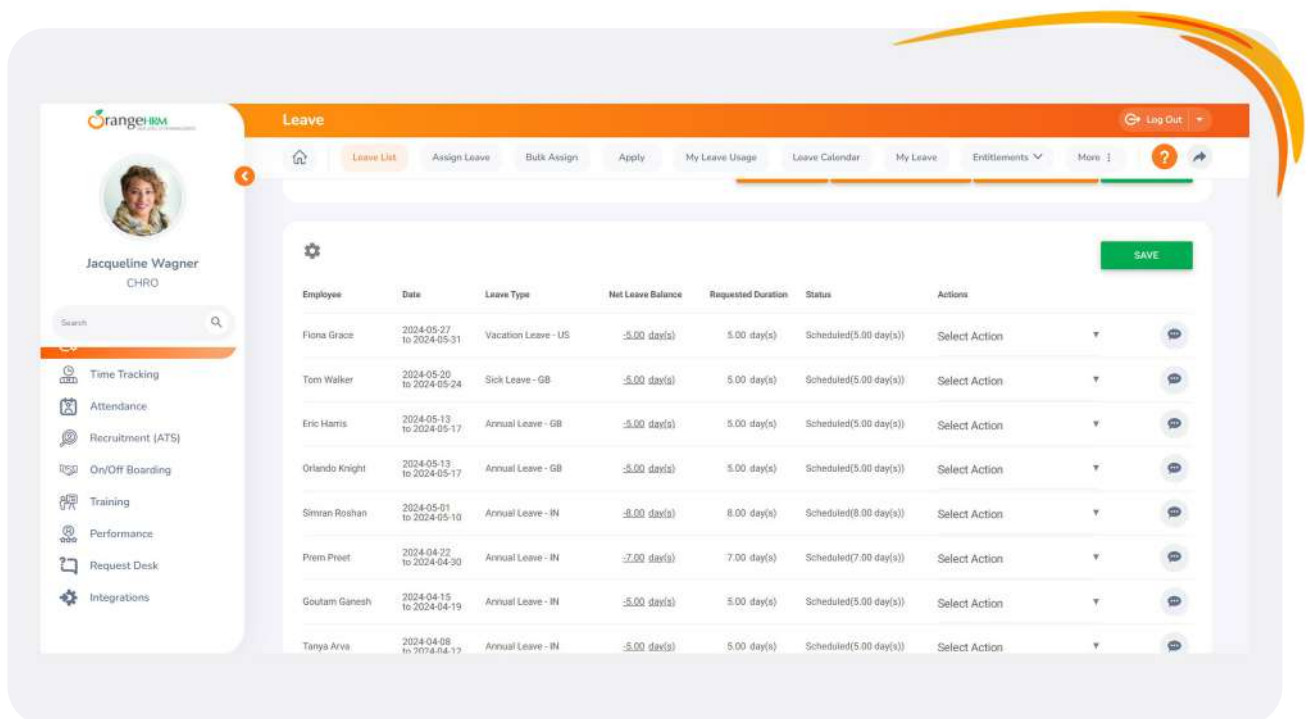 OrangeHRM
Leave
Log Out
Leave List
Assign Leave
Bulk Assign
Apply
My Leave Usage
Leave Calendar
My Leave
Entitlements
More
?
Jacqueline Wagner
CHRO
Search
Time Tracking
Attendance
Recruitment (ATS)
On/Off Boarding
Training
Performance
Request Desk
Integrations
SAVE
Employee Date Leave Type Net Leave Balance Requested Duration Status Actions
Fiona Grace 2024-05-27 to 2024-05-31 Vacation Leave - US -5.00 day(s) 5.00 day(s) Scheduled(5.00 day(s)) Select Action
Tom Walker 2024-05-20 to 2024-05-24 Sick Leave - GB -5.00 day(s) 5.00 day(s) Scheduled(5.00 day(s)) Select Action
Eric Harris 2024-05-13 to 2024-05-17 Annual Leave - GB -5.00 day(s) 5.00 day(s) Scheduled(5.00 day(s)) Select Action
Orlando Knight 2024-05-13 to 2024-05-17 Annual Leave - GB -5.00 day(s) 5.00 day(s) Scheduled(5.00 day(s)) Select Action
Simran Roshan 2024-05-01 to 2024-05-10 Annual Leave - IN -8.00 day(s) 8.00 day(s) Scheduled(8.00 day(s)) Select Action
Prem Preet 2024-04-22 to 2024-04-30 Annual Leave - IN -7.00 day(s) 7.00 day(s) Scheduled(7.00 day(s)) Select Action
Goutam Ganesh 2024-04-15 to 2024-04-19 Annual Leave - IN -5.00 day(s) 5.00 day(s) Scheduled(5.00 day(s)) Select Action
Tanya Arva 2024-04-08 to 2024-04-12 Annual Leave - IN -5.00 day(s) 5.00 day(s) Scheduled(5.00 day(s)) Select Action